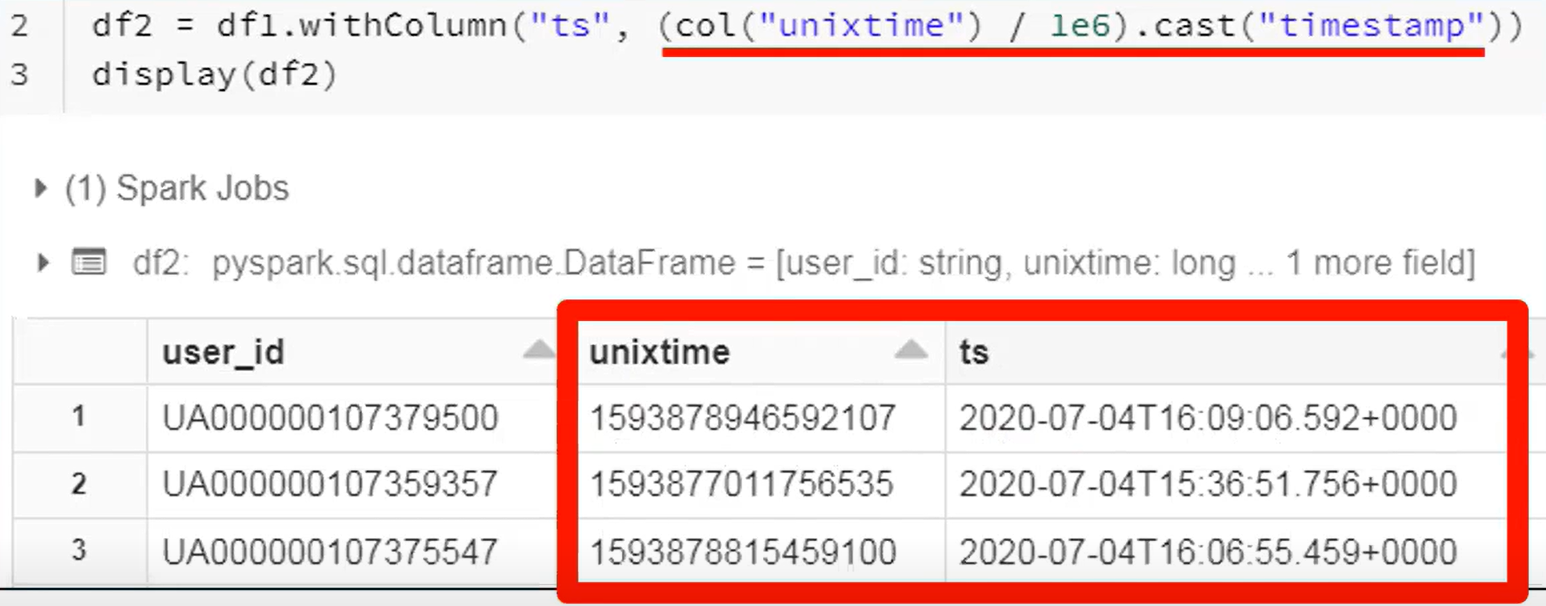 2 df2 = df1.withColumn("ts", (col("unixtime") / 1e6).cast("timestamp"))
3 display(df2)
(1) Spark Jobs
df2: pyspark.sql.dataframe.DataFrame = [user_id: string, unixtime: long ... 1 more field]
user_id unixtime ts
1 UA000000107379500 1593878946592107 2020-07-04T16:09:06.592+0000
2 UA000000107359357 1593877011756535 2020-07-04T15:36:51.756+0000
3 UA000000107375547 1593878815459100 2020-07-04T16:06:55.459+0000